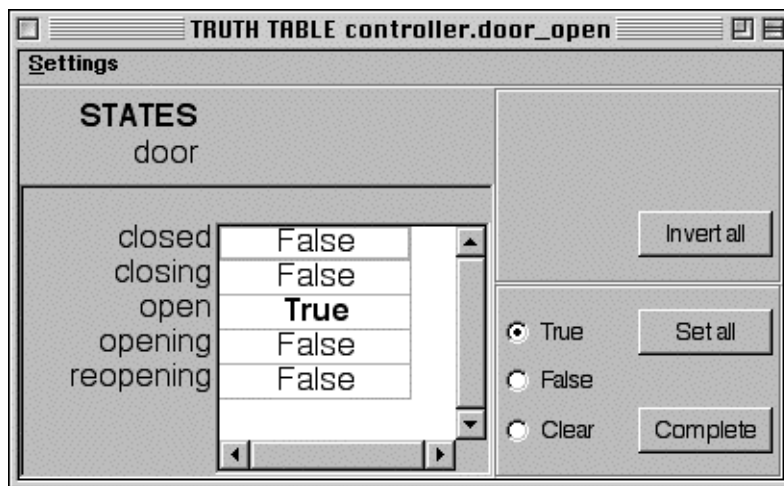 TRUTH TABLE controller.door_open
Settings
STATES
door
Invert all
closed False
closing False
open True
opening False
reopening False
True Set all
False
Clear Complete